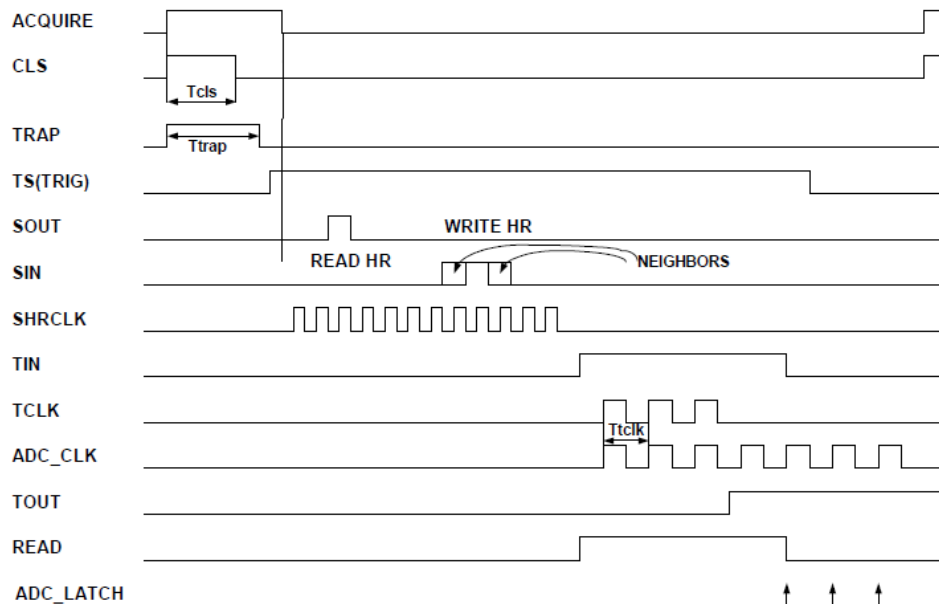 ACQUIRE
CLS
Tcls
TRAP
Ttrap
TS(TRIG)
SOUT
WRITE HR
READ HR
NEIGHBORS
SIN
SHRCLK
TIN
TCLK
Ttclk
ADC_CLK
TOUT
READ
ADC_LATCH